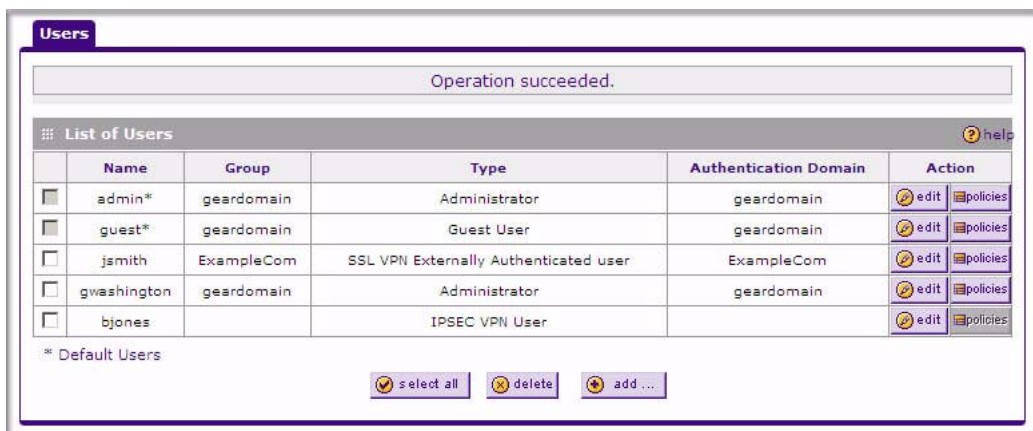 Users
Operation succeeded.
List of Users help
Name Group Type Authentication Domain Action
admin* geardomain Administrator geardomain edit policies
guest* geardomain Guest User geardomain edit policies
jsmith ExampleCom SSL VPN Externally Authenticated user ExampleCom edit policies
gwashington geardomain Administrator geardomain edit policies
bjones IPSEC VPN User edit policies
* Default Users
select all delete add ...